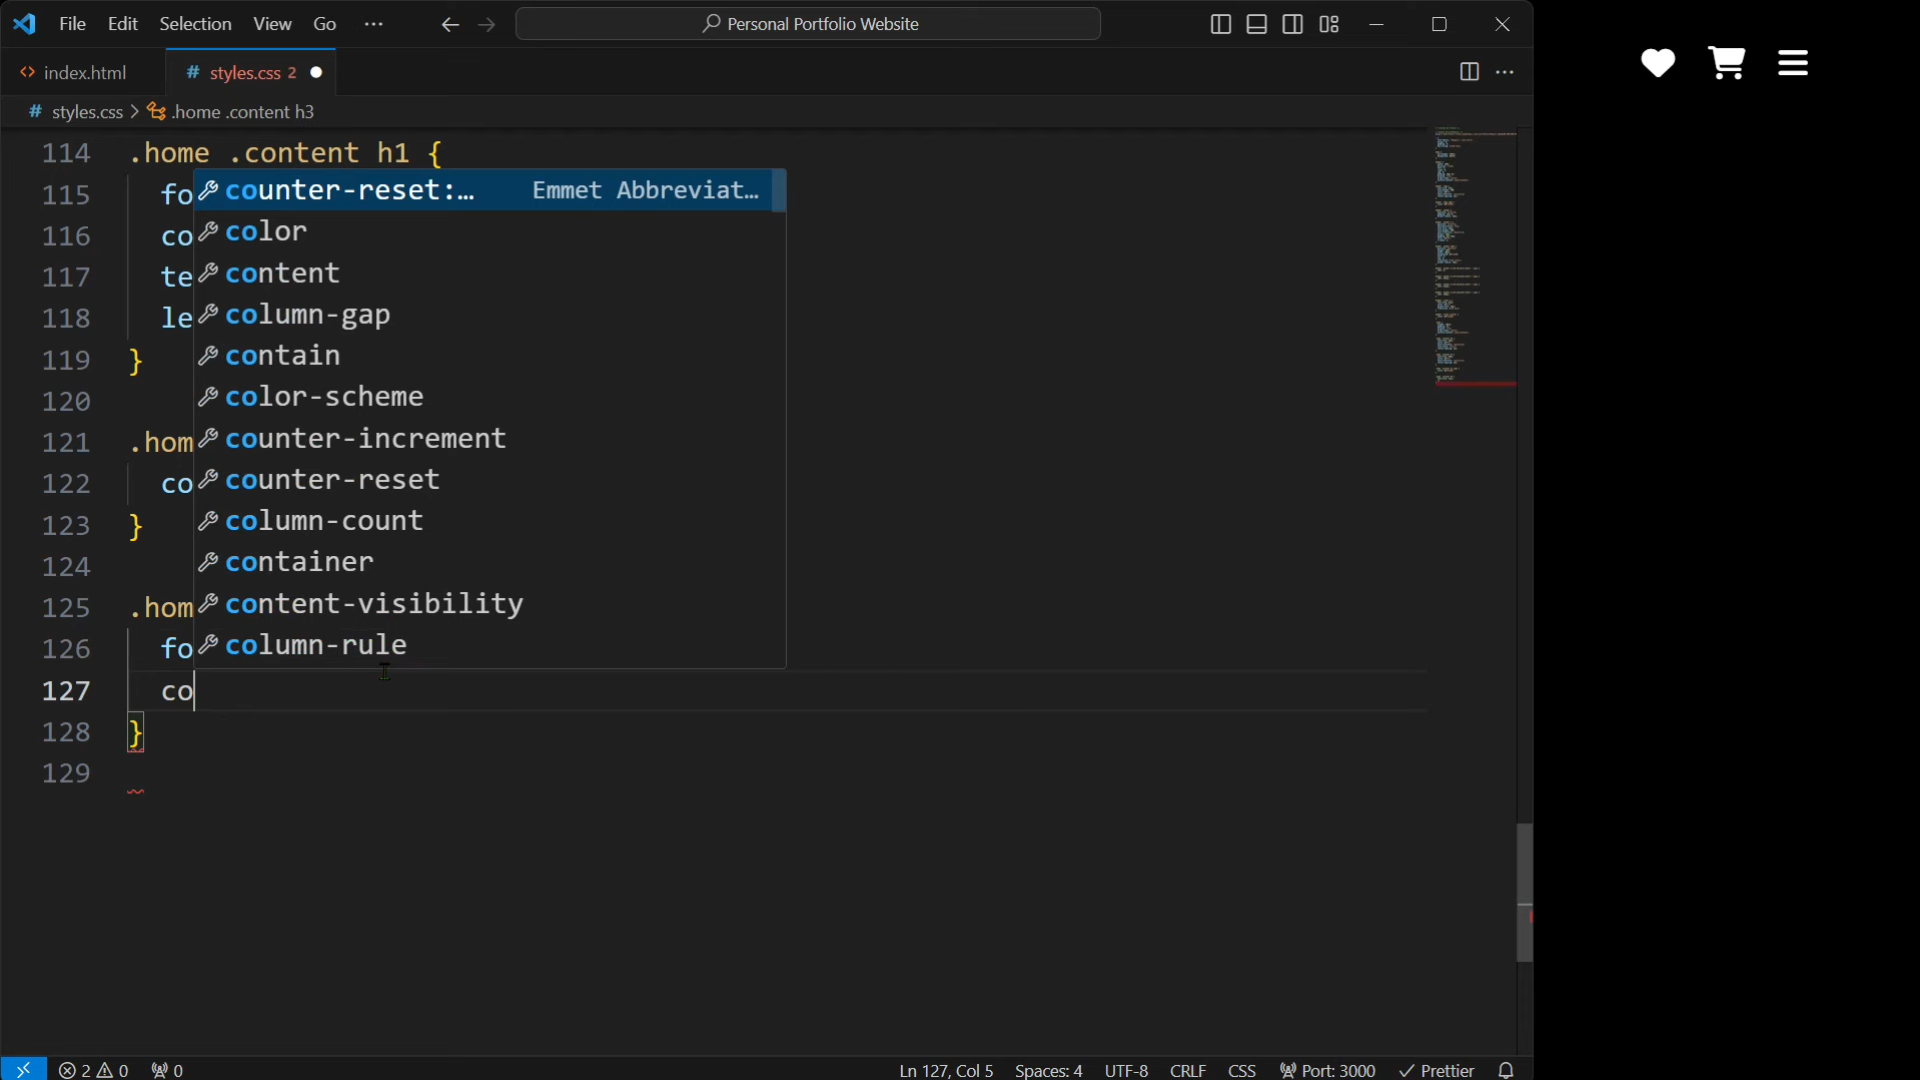 File Edit Selection View Go ··· Personal Portfolio Website
index.html # styles.css 2
# styles.css > .home .content h3
114 .home .content h1 {
115 fo counter-reset:… Emmet Abbreviat…
116 co color
117 te content
118 le column-gap
119 } contain
120 color-scheme
121 .hom counter-increment
122 co counter-reset
123 } column-count
124 container
125 .hom content-visibility
126 fo column-rule
127 co
128 }
129
2 0 0 Ln 127, Col 5 Spaces: 4 UTF-8 CRLF CSS Port: 3000 Prettier